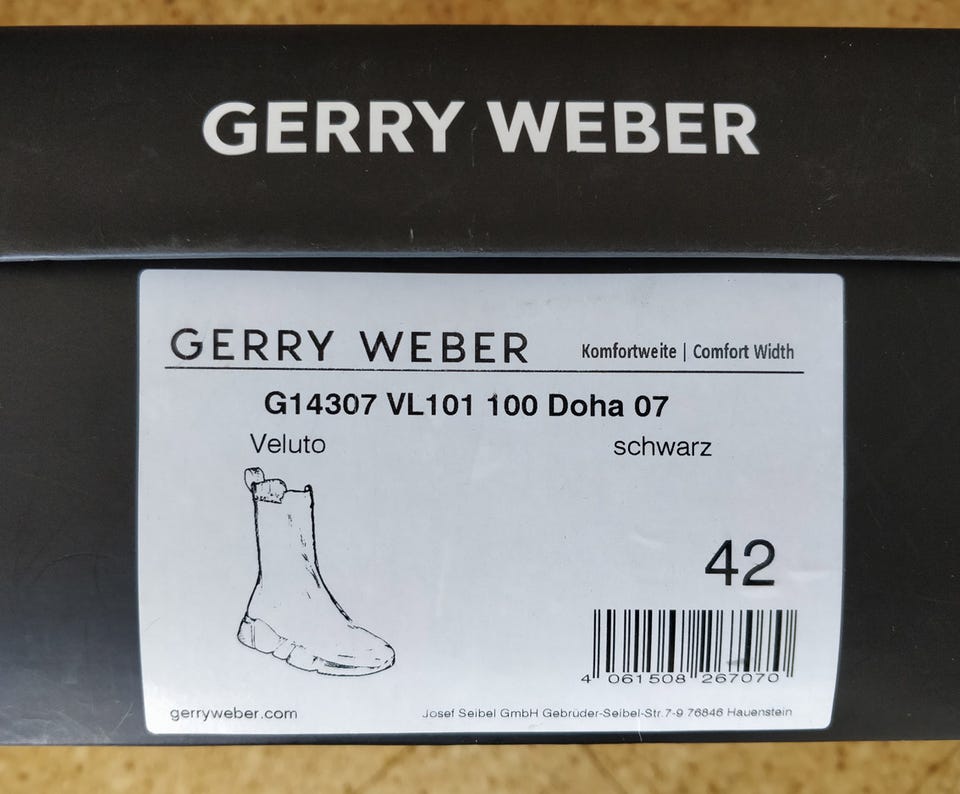 GERRY WEBER
GERRY WEBER Komfortweite | Comfort Width
G14307 VL101 100 Doha 07
Veluto schwarz
42
4 061508 267070
gerryweber.com Josef Seibel GmbH Gebrüder-Seibel-Str.7-9 76846 Hauenstein